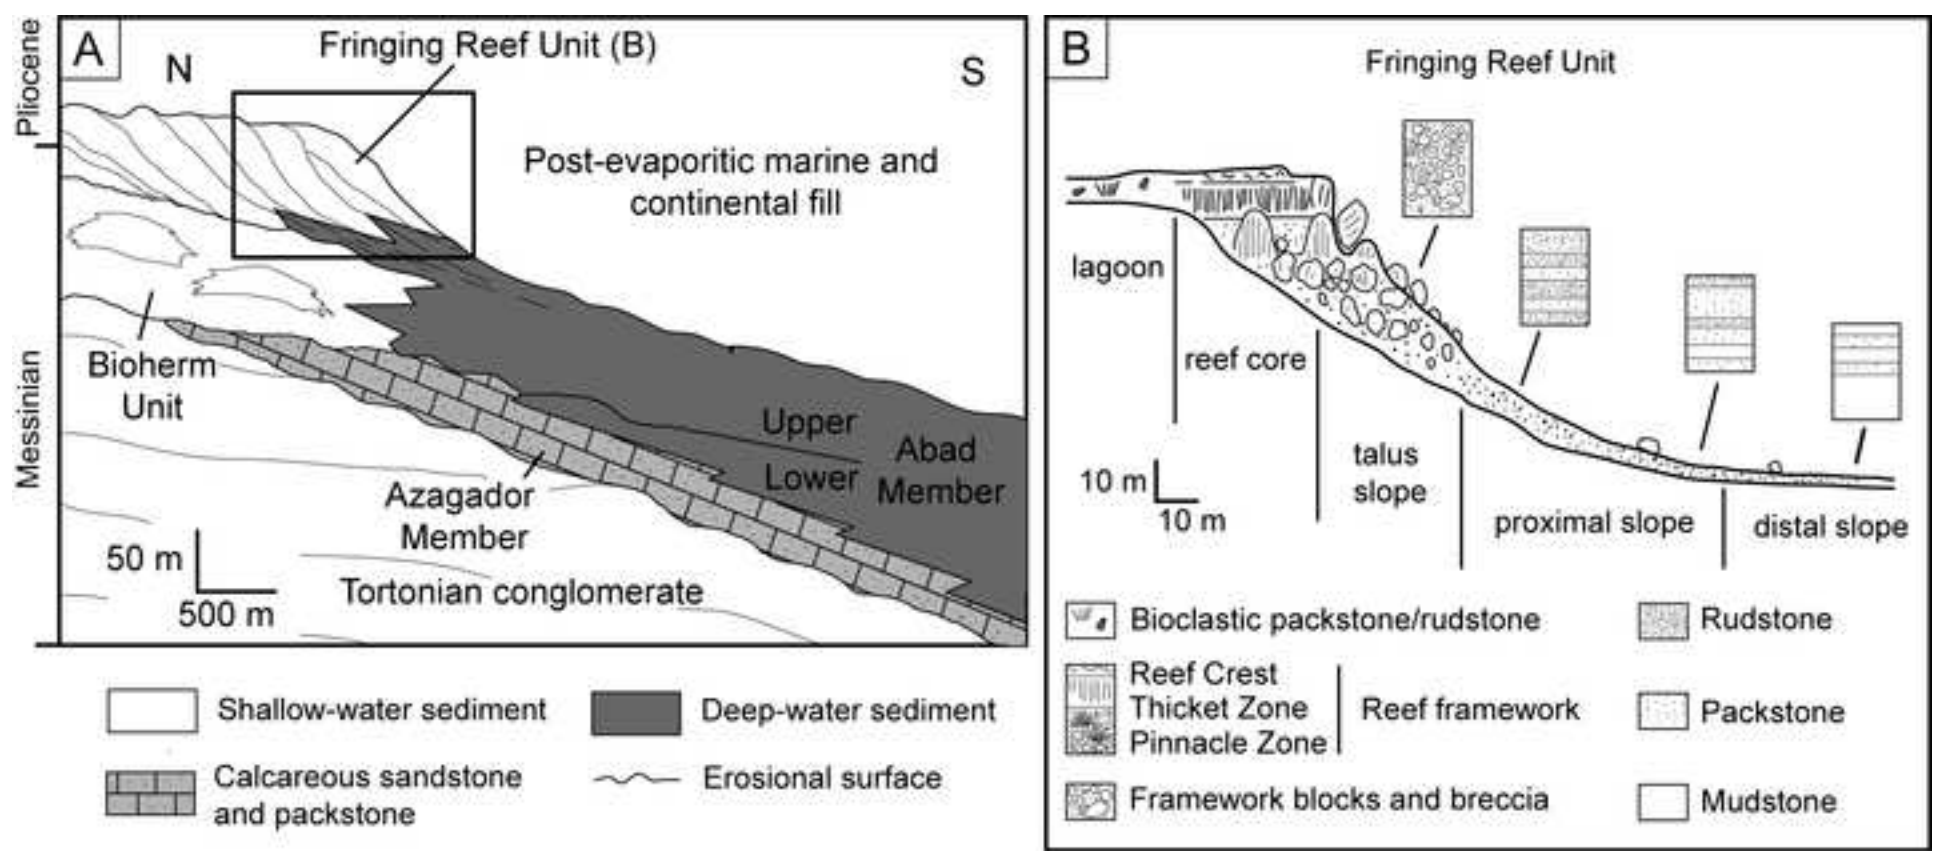 A
N
Fringing Reef Unit (B)
S
Pliocene
Messinian
Post-evaporitic marine and
continental fill
Bioherm
Unit
Upper
Lower
Abad
Member
Azagador
Member
50 m
500 m
Tortonian conglomerate
Shallow-water sediment
Deep-water sediment
Calcareous sandstone
and packstone
Erosional surface
B
Fringing Reef Unit
lagoon
reef core
talus
slope
proximal slope
distal slope
10 m
10 m
Bioclastic packstone/rudstone
Reef Crest
Thicket Zone
Pinnacle Zone
Reef framework
Framework blocks and breccia
Rudstone
Packstone
Mudstone